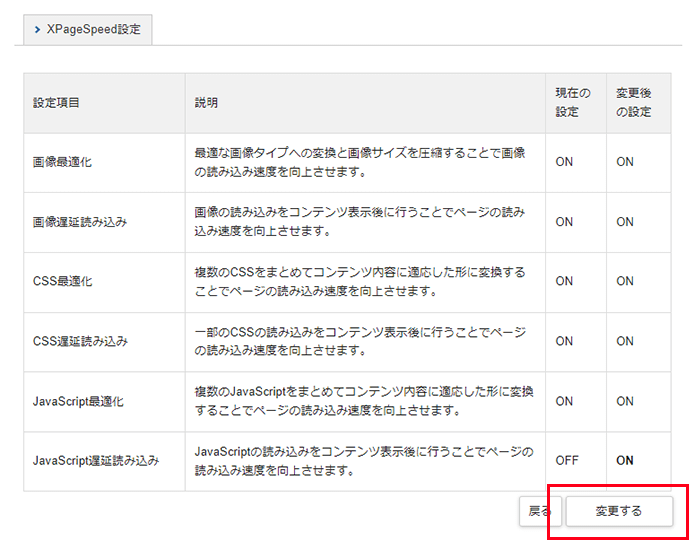 XPageSpeed設定
設定項目 説明 現在の設定 変更後の設定
画像最適化 最適な画像タイプへの変換と画像サイズを圧縮することで画像 ON ON
の読み込み速度を向上させます。
画像遅延読み込み 画像の読み込みをコンテンツ表示後に行うことでページの読み ON ON
込み速度を向上させます。
CSS最適化 複数のCSSをまとめてコンテンツ内容に適応した形に変換する ON ON
ことでページの読み込み速度を向上させます。
CSS遅延読み込み 一部のCSSの読み込みをコンテンツ表示後に行うことでページ ON ON
の読み込み速度を向上させます。
JavaScript最適化 複数のJavaScriptをまとめてコンテンツ内容に適応した形に変換 ON ON
することでページの読み込み速度を向上させます。
JavaScript遅延読み込み JavaScriptの読み込みをコンテンツ表示後に行うことでページの OFF ON
読み込み速度を向上させます。
戻る 変更する